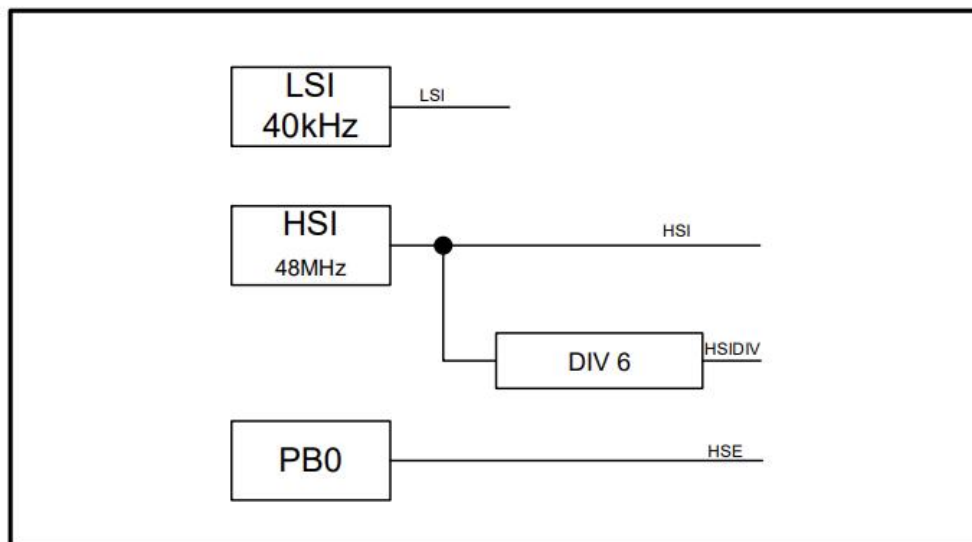 LSI
40kHz
LSI
HSI
48MHz
HSI
DIV 6
HSIDIV
PB0
HSE